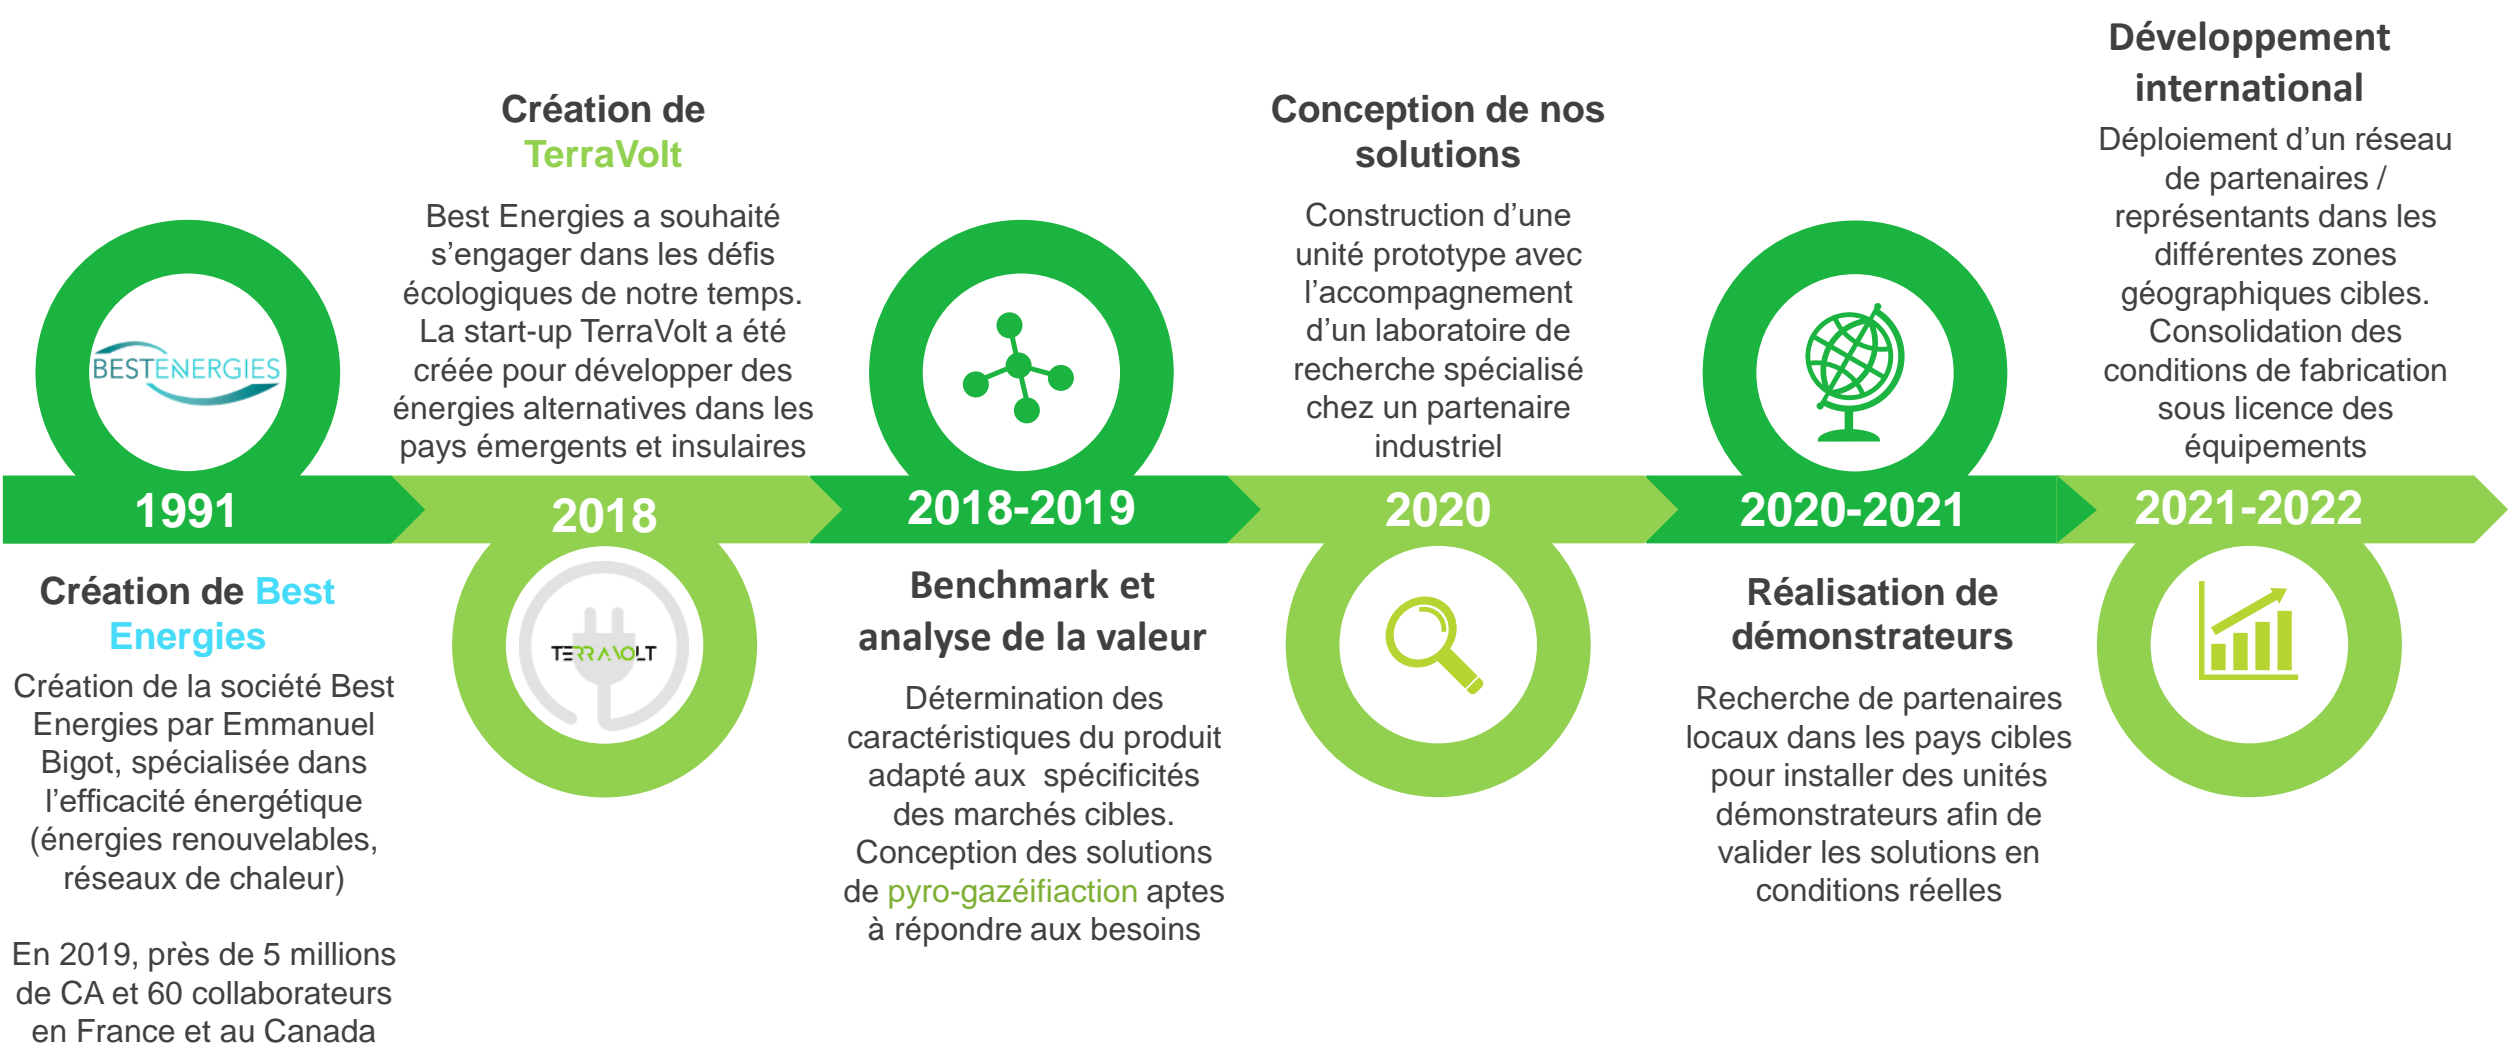 BESTENERGIES
1991
Création de Best
Energies
Création de la société Best
Energies par Emmanuel
Bigot, spécialisée dans
l’efficacité énergétique
(énergies renouvelables,
réseaux de chaleur)
En 2019, près de 5 millions
de CA et 60 collaborateurs
en France et au Canada
Création de
TerraVolt
Best Energies a souhaité
s’engager dans les défis
écologiques de notre temps.
La start-up TerraVolt a été
créée pour développer des
énergies alternatives dans les
pays émergents et insulaires
2018
TERRAVOLT
2018-2019
Benchmark et
analyse de la valeur
Détermination des
caractéristiques du produit
adapté aux  spécificités
des marchés cibles.
Conception des solutions
de pyro-gazéifiaction aptes
à répondre aux besoins
Conception de nos
solutions
Construction d’une
unité prototype avec
l’accompagnement
d’un laboratoire de
recherche spécialisé
chez un partenaire
industriel
2020
2020-2021
Réalisation de
démonstrateurs
Recherche de partenaires
locaux dans les pays cibles
pour installer des unités
démonstrateurs afin de
valider les solutions en
conditions réelles
Développement
international
Déploiement d’un réseau
de partenaires /
représentants dans les
différentes zones
géographiques cibles.
Consolidation des
conditions de fabrication
sous licence des
équipements
2021-2022